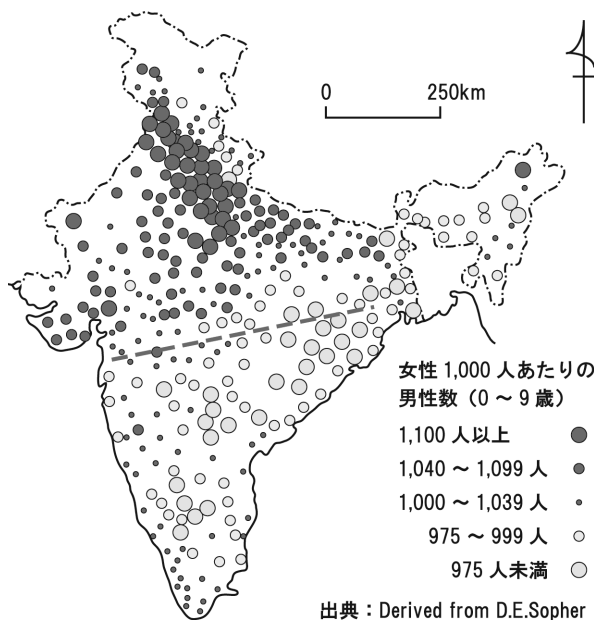 0 250km
女性 1,000 人あたりの
男性数（0 〜 9 歳）
1,100 人以上
1,040 〜 1,099 人
1,000 〜 1,039 人
975 〜 999 人
975 人未満
出典：Derived from D.E.Sopher